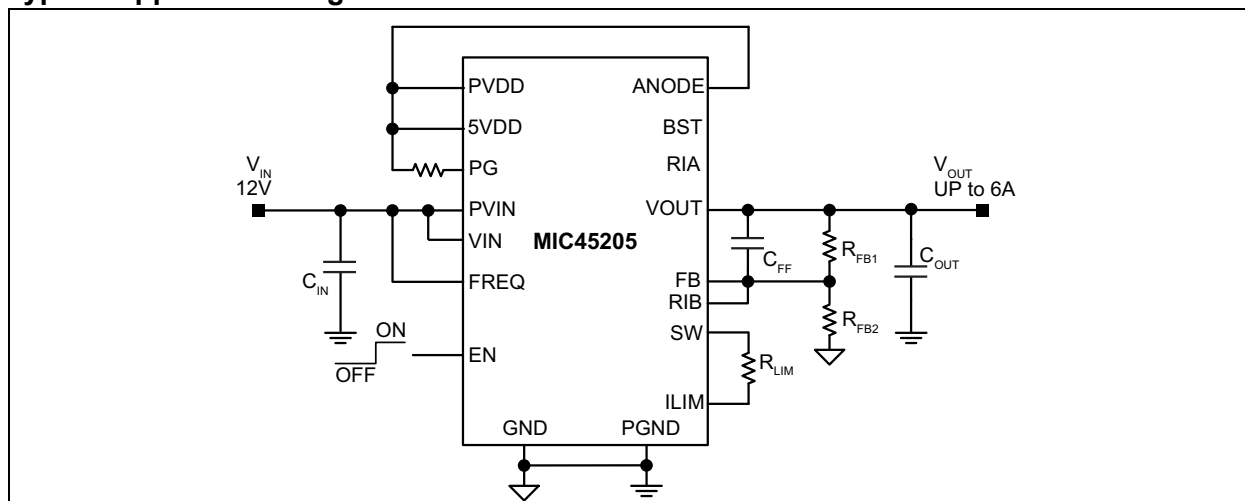 PVDD
ANODE
5VDD
BST
PG
RIA
V_IN
12V
V_OUT
UP to 6A
PVIN
VOUT
VIN
MIC45205
C_IN
FREQ
C_FF
R_FB1
C_OUT
FB
RIB
R_FB2
ON
OFF
EN
SW
R_LIM
ILIM
GND
PGND